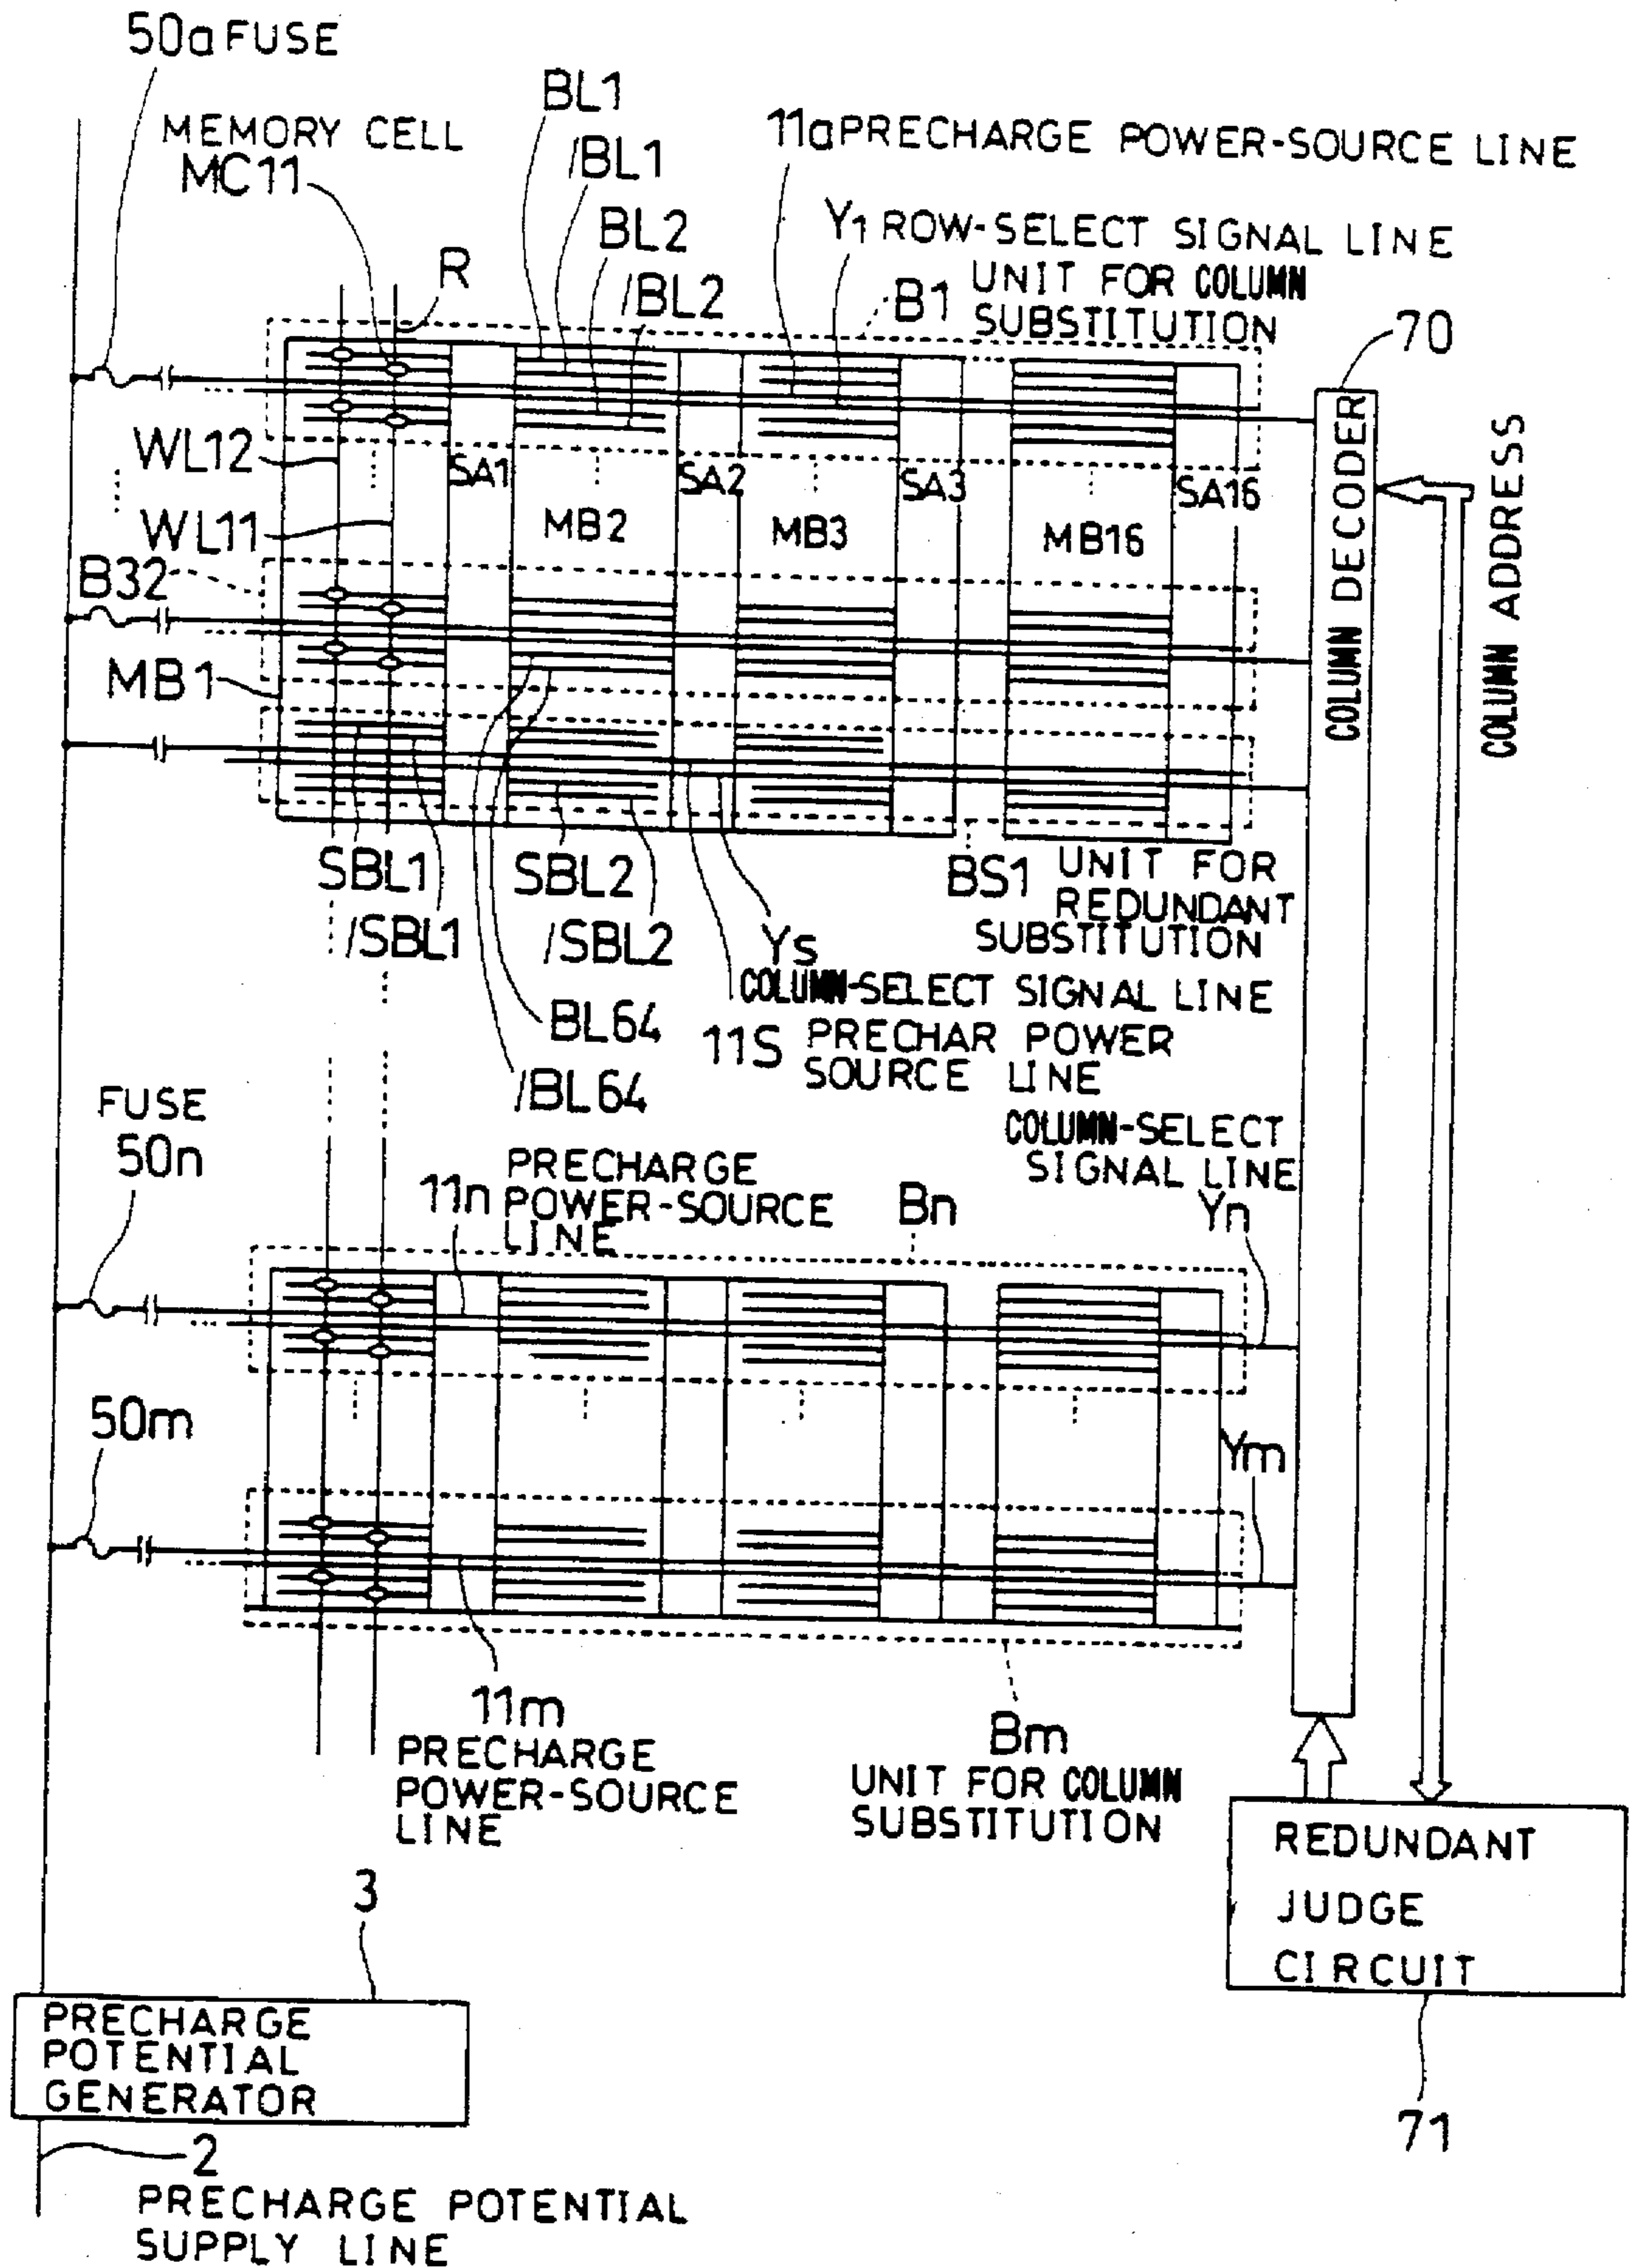 50a FUSE
BL1
MEMORY CELL
MC11
/BL1
11a PRECHARGE POWER-SOURCE LINE
BL2
Y1 ROW-SELECT SIGNAL LINE
R
/BL2
B1 UNIT FOR COLUMN
SUBSTITUTION
70
WL12
SA1
SA2
SA3
SA16
COLUMN DECODER
COLUMN ADDRESS
WL11
MB2
MB3
MB16
B32
MB1
SBL1
SBL2
BS1 UNIT FOR
REDUNDANT
SUBSTITUTION
/SBL1
/SBL2
Ys
COLUMN-SELECT SIGNAL LINE
BL64
11S PRECHAR POWER
SOURCE LINE
/BL64
FUSE
50n
COLUMN-SELECT
SIGNAL LINE
11n PRECHARGE
POWER-SOURCE
LINE
Bn
Yn
50m
Ym
11m
PRECHARGE
POWER-SOURCE
LINE
Bm
UNIT FOR COLUMN
SUBSTITUTION
REDUNDANT
JUDGE
CIRCUIT
3
PRECHARGE
POTENTIAL
GENERATOR
71
2
PRECHARGE POTENTIAL
SUPPLY LINE